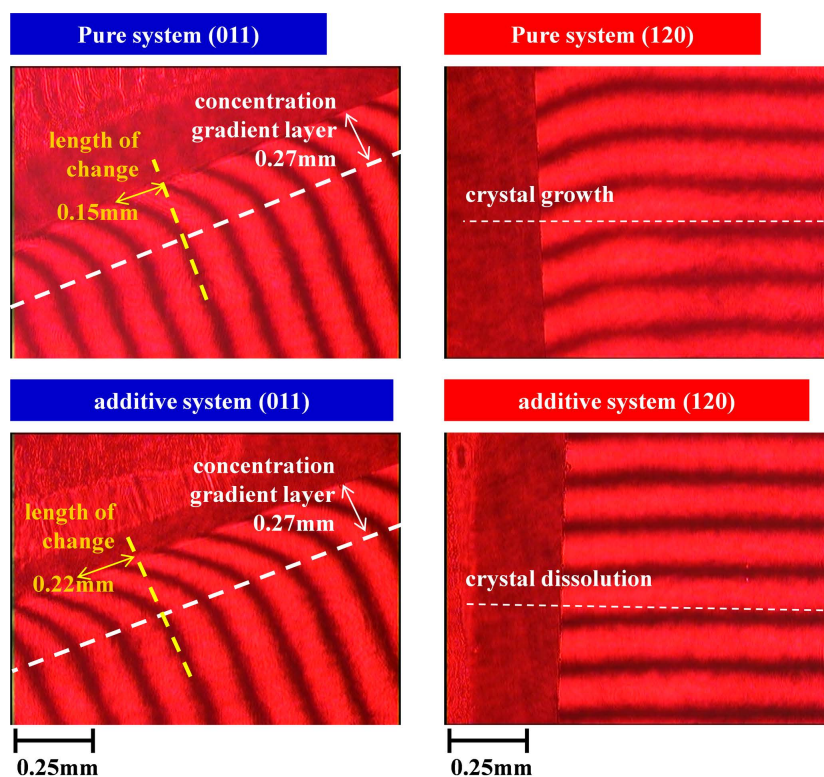 Pure system (011)
Pure system (120)
concentration
gradient layer
0.27mm
length of
change
0.15mm
crystal growth
additive system (011)
additive system (120)
concentration
gradient layer
0.27mm
length of
change
0.22mm
crystal dissolution
0.25mm
0.25mm